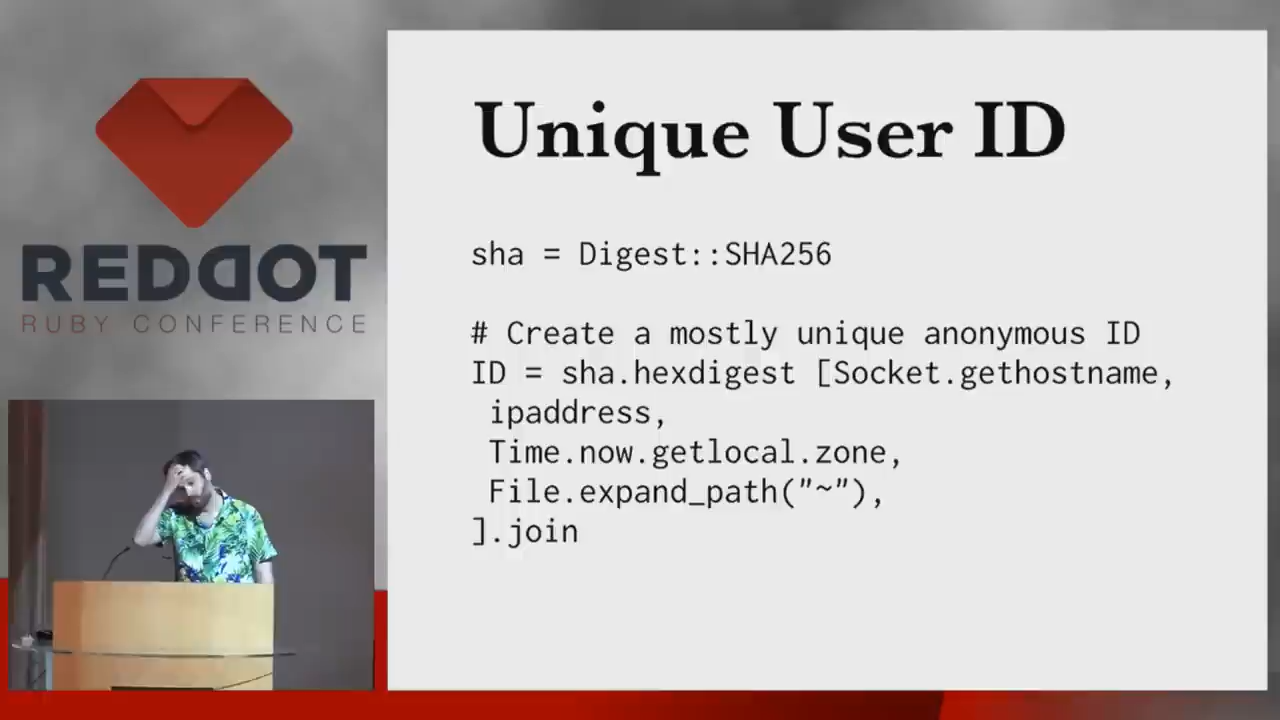 REDDOT
RUBY CONFERENCE
Unique User ID
sha = Digest::SHA256
# Create a mostly unique anonymous ID
ID = sha.hexdigest [Socket.gethostname,
ipaddress,
Time.now.getlocal.zone,
File.expand_path("~"),
].join